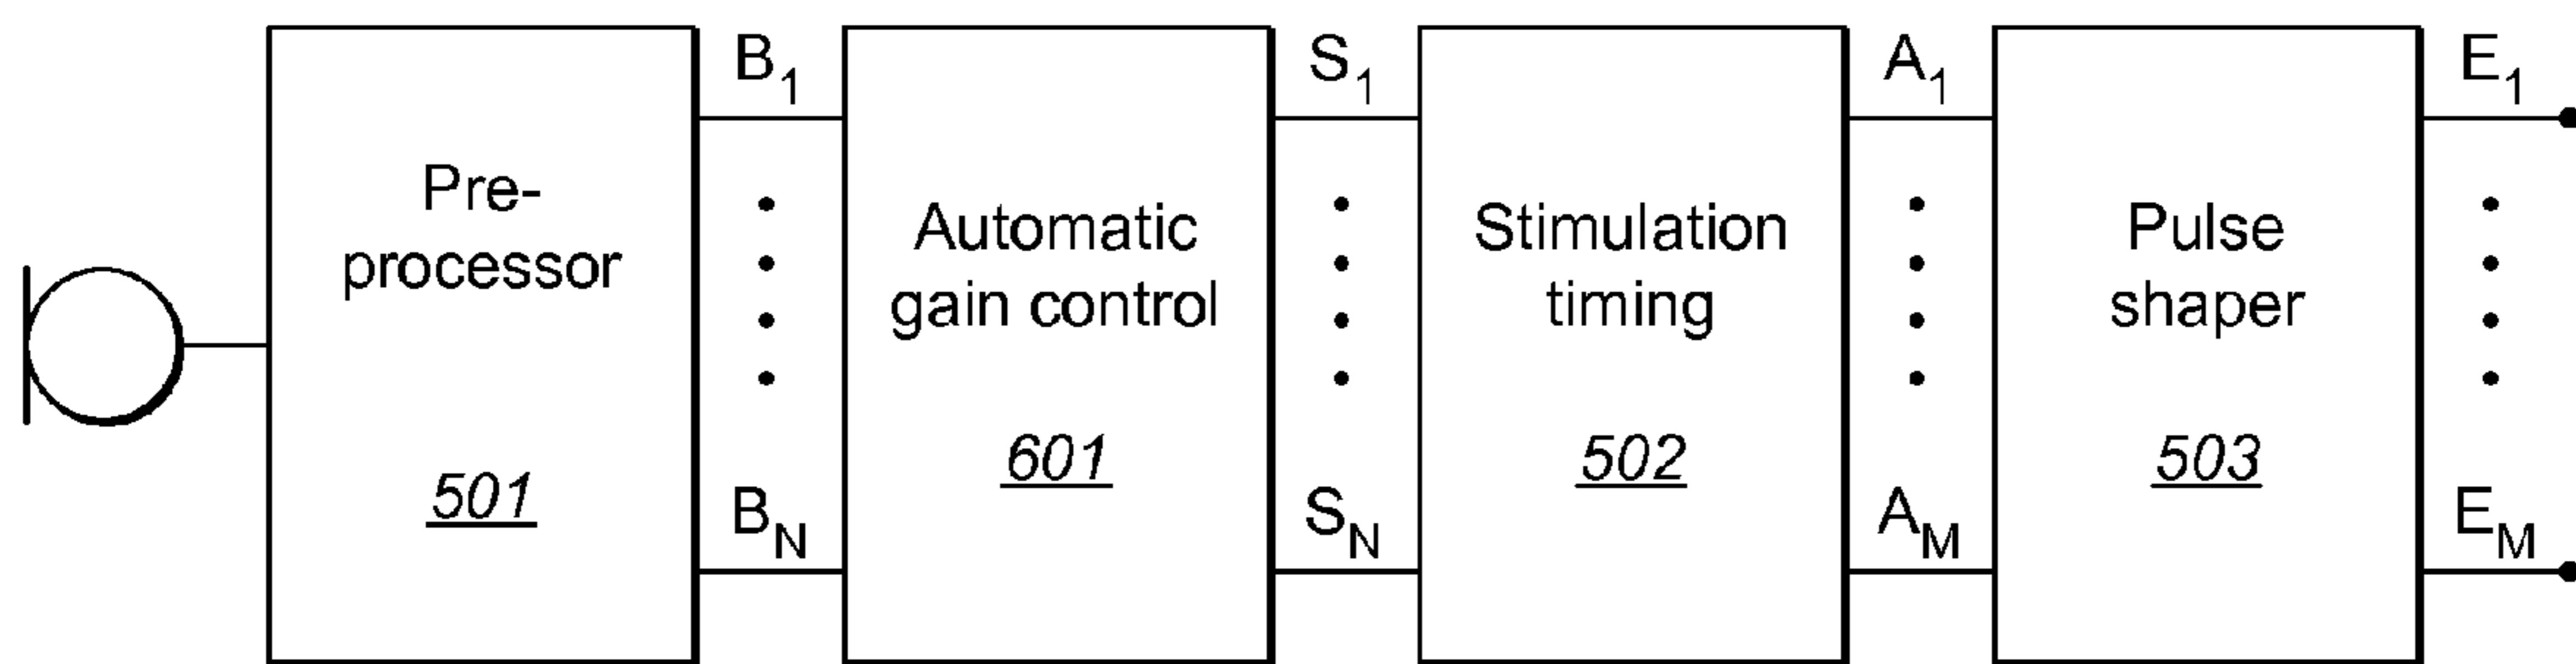 Pre-
processor
501
B1
BN
Automatic
gain control
601
S1
SN
Stimulation
timing
502
A1
AM
Pulse
shaper
503
E1
EM